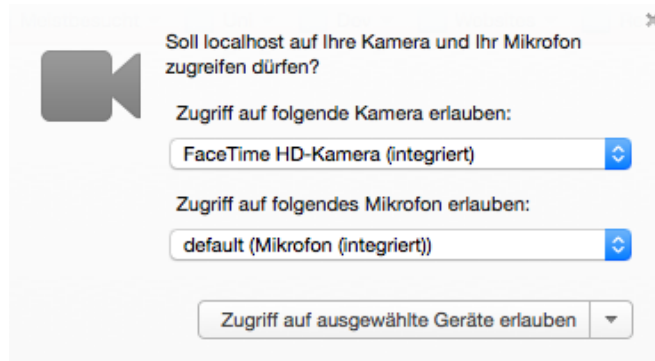 Soll localhost auf Ihre Kamera und Ihr Mikrofon
zugreifen dürfen?
Zugriff auf folgende Kamera erlauben:
FaceTime HD-Kamera (integriert)
Zugriff auf folgendes Mikrofon erlauben:
default (Mikrofon (integriert))
Zugriff auf ausgewählte Geräte erlauben